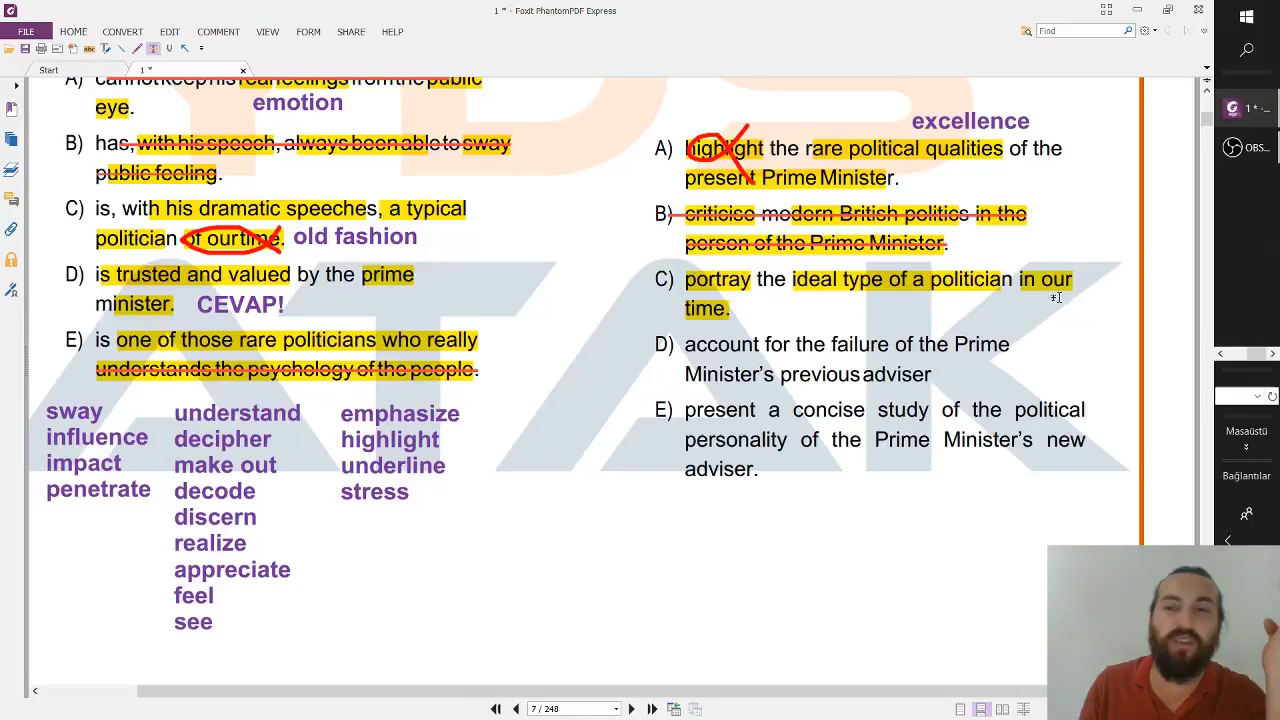 1 * - Foxit PhantomPDF Express
FILE HOME CONVERT EDIT COMMENT VIEW FORM SHARE HELP
Find
Start
1 *
A) cannot keep his real feelings from the public
eye.
emotion
B) has, with his speech, always been able to sway
public feeling.
C) is, with his dramatic speeches, a typical
politician of our time. old fashion
D) is trusted and valued by the prime
minister. CEVAP!
E) is one of those rare politicians who really
understands the psychology of the people.
sway
influence
impact
penetrate
understand
decipher
make out
decode
discern
realize
appreciate
feel
see
emphasize
highlight
underline
stress
excellence
A) highlight the rare political qualities of the
present Prime Minister.
B) criticise modern British politics in the
person of the Prime Minister.
C) portray the ideal type of a politician in our
time.
D) account for the failure of the Prime
Minister's previous adviser
E) present a concise study of the political
personality of the Prime Minister's new
adviser.
YDS
ATAK
7 / 248
1 * -...
OBS...
Masaüstü
Bağlantılar